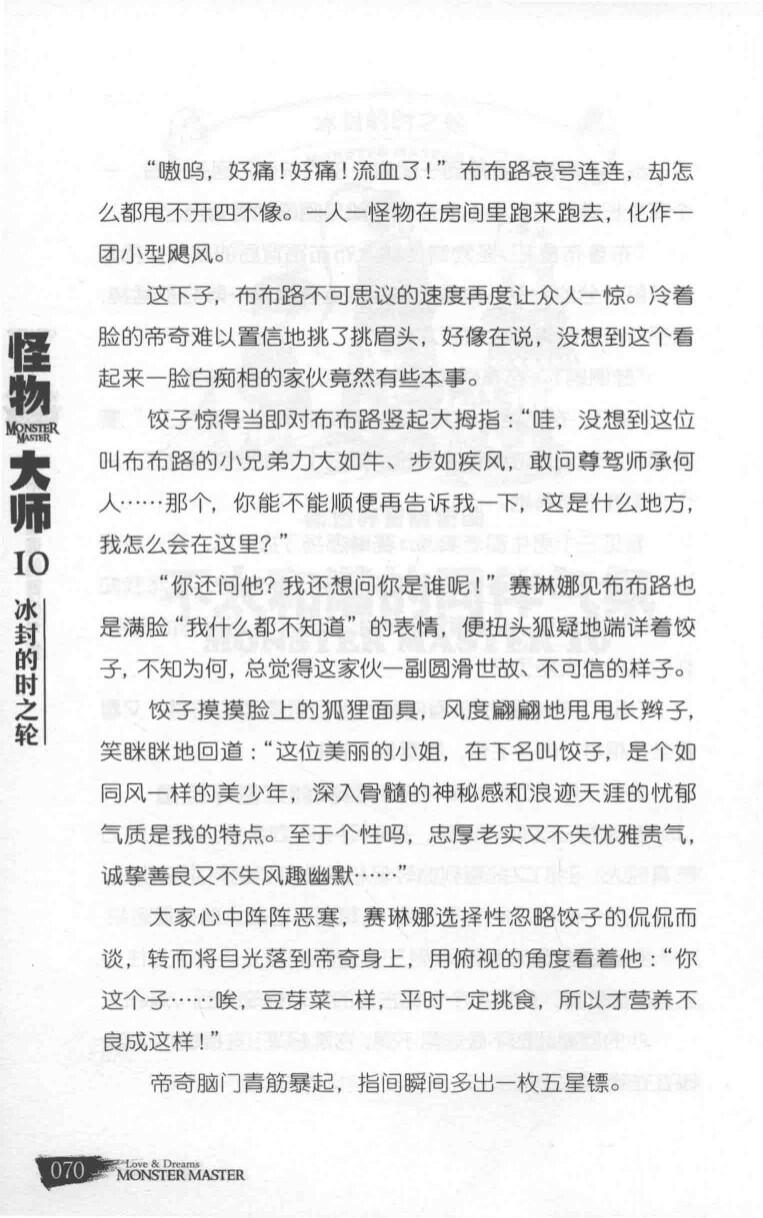 “嗷呜，好痛！好痛！流血了！”布布路哀号连连，却怎
么都甩不开四不像。一人一怪物在房间里跑来跑去，化作一
团小型飓风。
这一下子，布布路不可思议的速度再度让众人一惊。冷着
脸的帝奇难以置信地挑了挑眉头，好像在说，没想到这个看
起来一脸白痴相的家伙竟然有些本事。
饺子惊得当即对布布路竖起大拇指：“哇，没想到这位
叫布布路的小兄弟力大如牛、步如疾风，敢问尊驾师承何
人……那个，你能不能顺便再告诉我一下，这是什么地方，
我怎么会在这里？”
“你还问他？我还想问你是谁呢！”赛琳娜见布布路也
是满脸“我什么都不知道”的表情，便扭头狐疑地端详着饺
子，不知为何，总觉得这家伙一副圆滑世故、不可信的样子。
饺子摸摸脸上的狐狸面具，风度翩翩地甩甩长辫子，
笑眯眯地回道：“这位美丽的小姐，在下名叫饺子，是个如
同风一样的美少年，深入骨髓的神秘感和浪迹天涯的忧郁
气质是我的特点。至于个性吗，忠厚老实又不失优雅贵气，
诚挚善良又不失风趣幽默……”
大家心中阵阵恶寒，赛琳娜选择性忽略饺子的侃侃而
谈，转而将目光落到帝奇身上，用俯视的角度看着他：“你
这个子……唉，豆芽菜一样，平时一定挑食，所以才营养不
良成这样！”
帝奇脑门青筋暴起，指间瞬间多出一枚五星镖。
怪物
MONSTER
MASTER
大师
10
冰封的时之轮
070
Love & Dreams
MONSTER MASTER